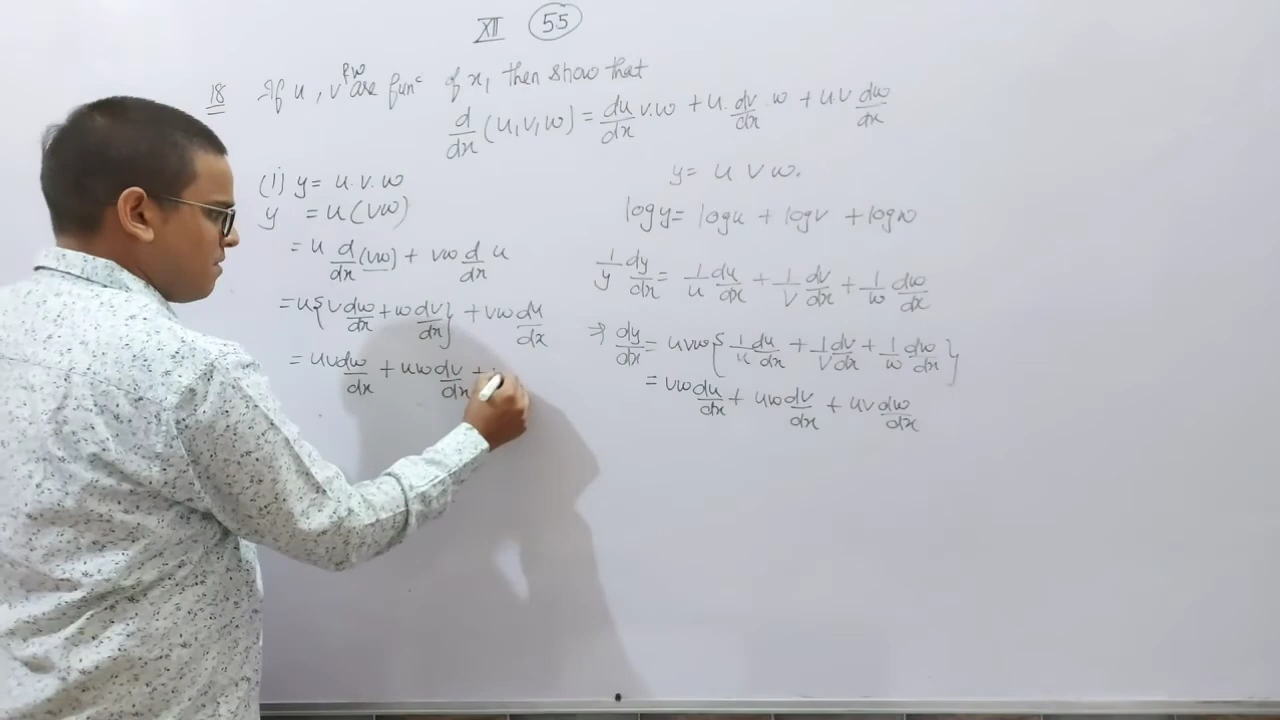 XII 55
18 If u, v & w are funᶜ of x, then show that
d/dx (u,v,w) = du/dx v.w + u. dv/dx .w + u.v dw/dx
(i) y = u.v.w
y = u(vw)
= u d/dx (vw) + vw d/dx u
= u{v dw/dx + w dv/dx} + vw du/dx
= uv dw/dx + uw dv/dx +
y = u v w.
log y = log u + log v + log w
1/y dy/dx = 1/u du/dx + 1/v dv/dx + 1/w dw/dx
⇒ dy/dx = uvw{1/u du/dx + 1/v dv/dx + 1/w dw/dx}
= vw du/dx + uw dv/dx + uv dw/dx